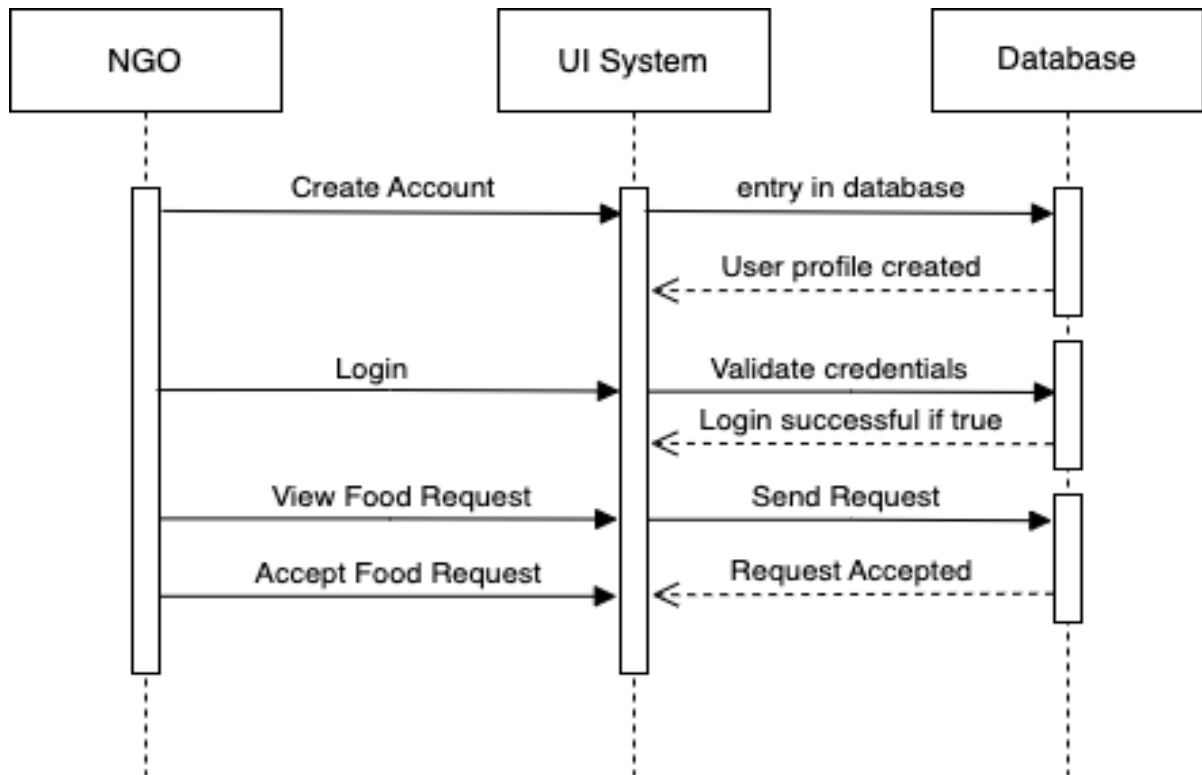 NGO
UI System
Database
Create Account
entry in database
User profile created
Login
Validate credentials
Login successful if true
View Food Request
Send Request
Accept Food Request
Request Accepted